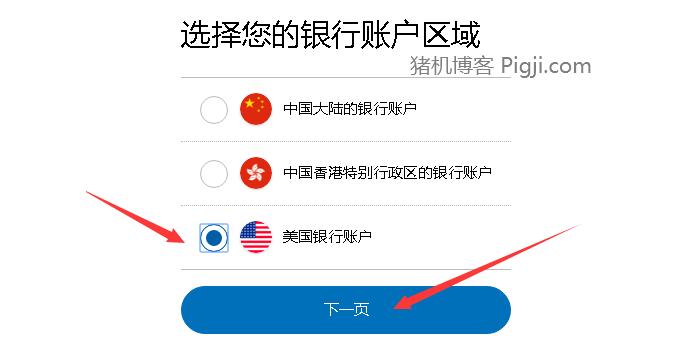 选择您的银行账户区域
猪机博客 Pigji.com
中国大陆的银行账户
中国香港特别行政区的银行账户
美国银行账户
下一页